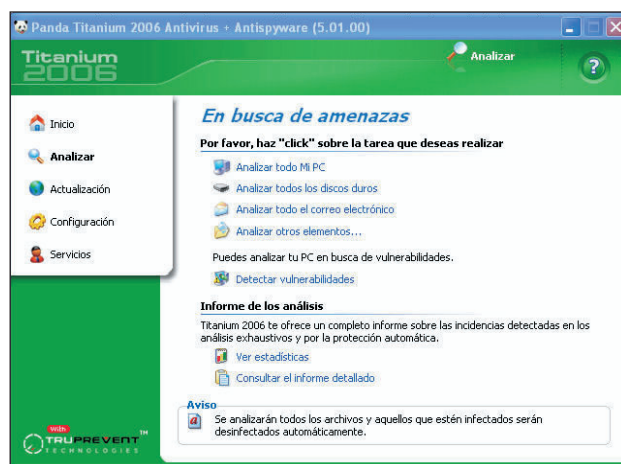 Panda Titanium 2006 Antivirus + Antispyware (5.01.00)
Titanium
2006
Analizar
?
Inicio
Analizar
Actualización
Configuración
Servicios
En busca de amenazas
Por favor, haz "click" sobre la tarea que deseas realizar
Analizar todo Mi PC
Analizar todos los discos duros
Analizar todo el correo electrónico
Analizar otros elementos...
Puedes analizar tu PC en busca de vulnerabilidades.
Detectar vulnerabilidades
Informe de los análisis
Titanium 2006 te ofrece un completo informe sobre las incidencias detectadas en los
análisis exhaustivos y por la protección automática.
Ver estadísticas
Consultar el informe detallado
Aviso
Se analizarán todos los archivos y aquellos que estén infectados serán
desinfectados automáticamente.
With
TRUPREVENT™
TECHNOLOGIES